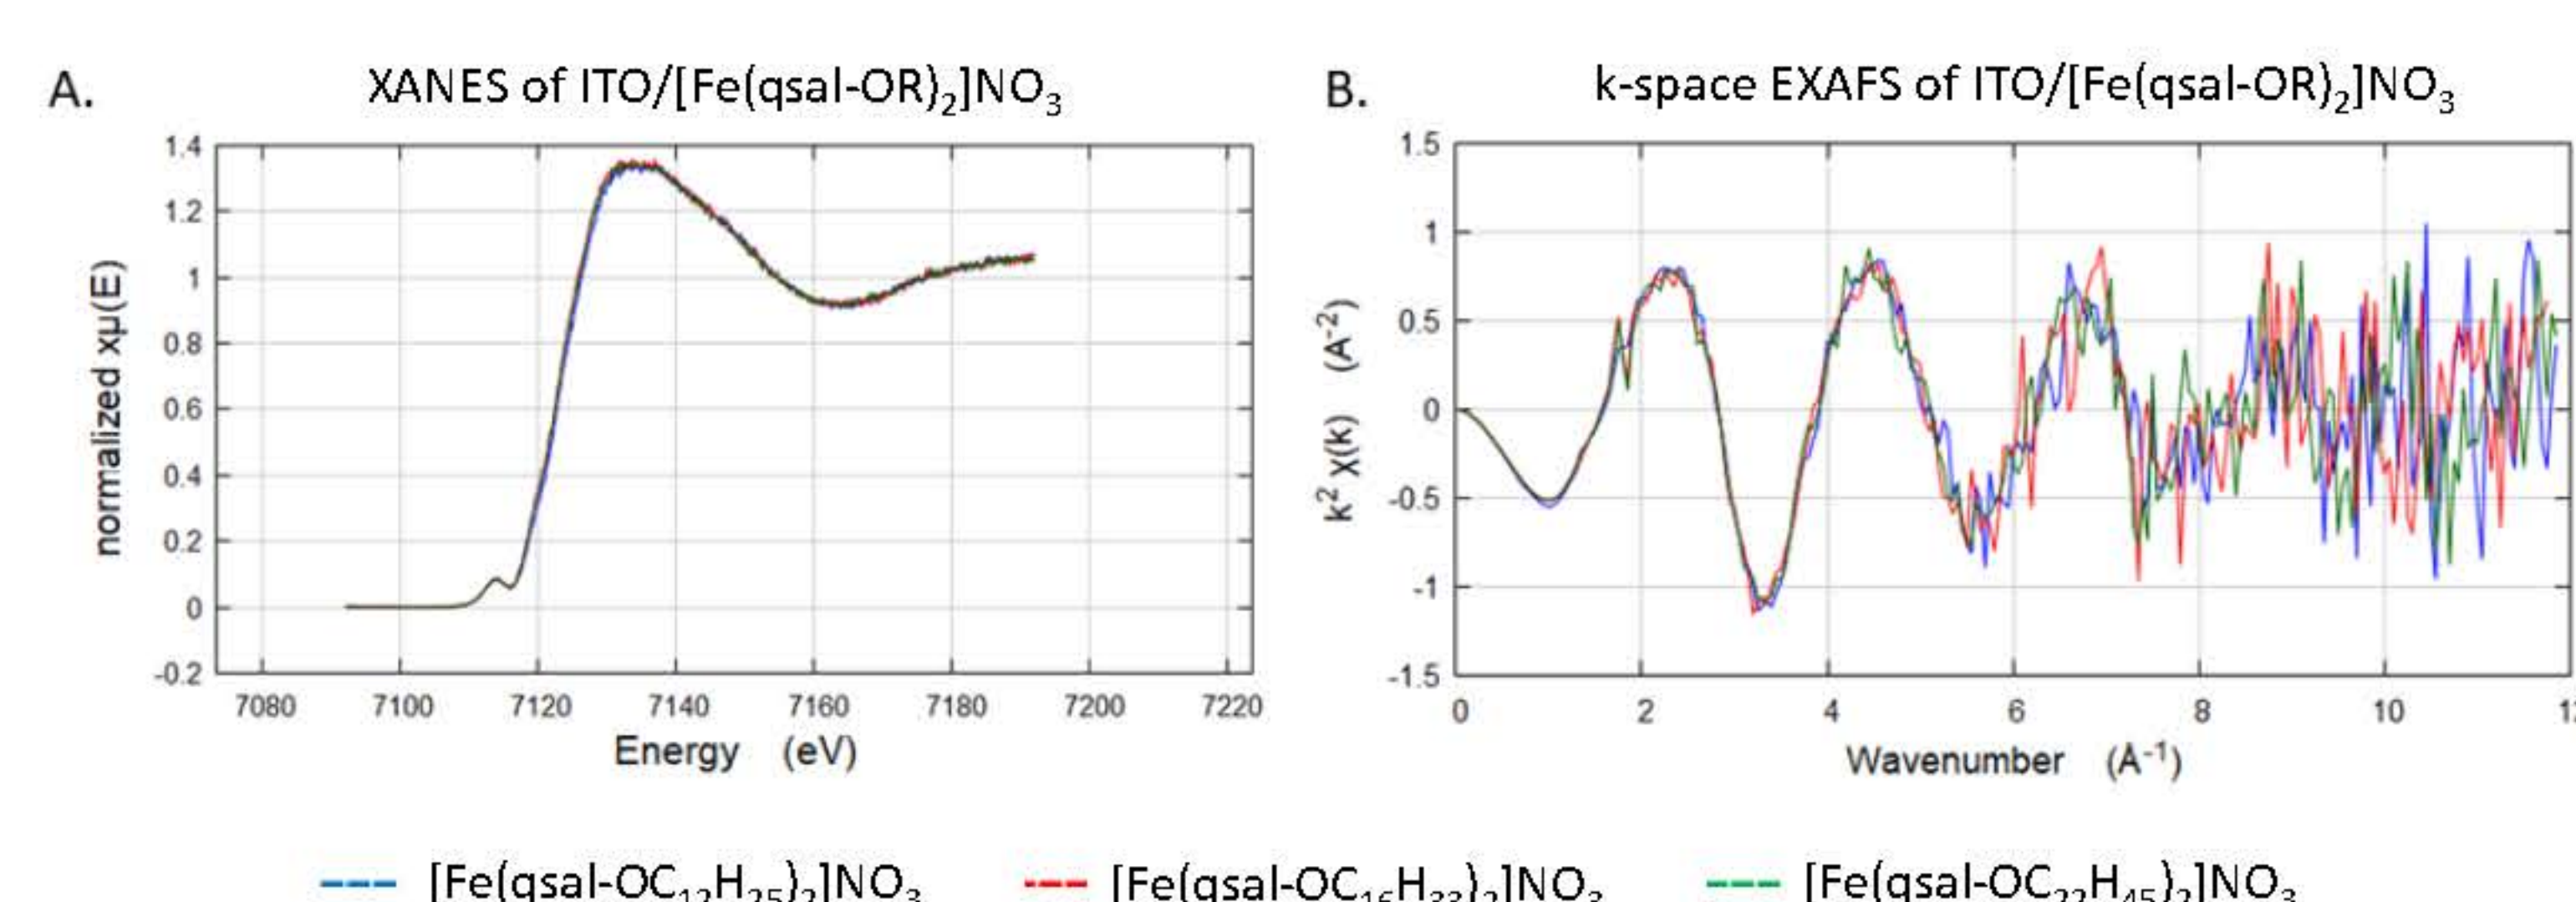 A.
XANES of ITO/[Fe(qsal-OR)₂]NO₃
1.4
1.2
1
0.8
0.6
0.4
0.2
0
-0.2
normalized xμ(E)
7080 7100 7120 7140 7160 7180 7200 7220
Energy (eV)
B.
k-space EXAFS of ITO/[Fe(qsal-OR)₂]NO₃
1.5
1
0.5
0
-0.5
-1
-1.5
k² χ(k) (A⁻²)
0 2 4 6 8 10
Wavenumber (Å⁻¹)
[Fe(qsal-OC₁₂H₂₅)₂]NO₃ [Fe(qsal-OC₁₆H₃₃)₂]NO₃ [Fe(qsal-OC₂₂H₄₅)₂]NO₃